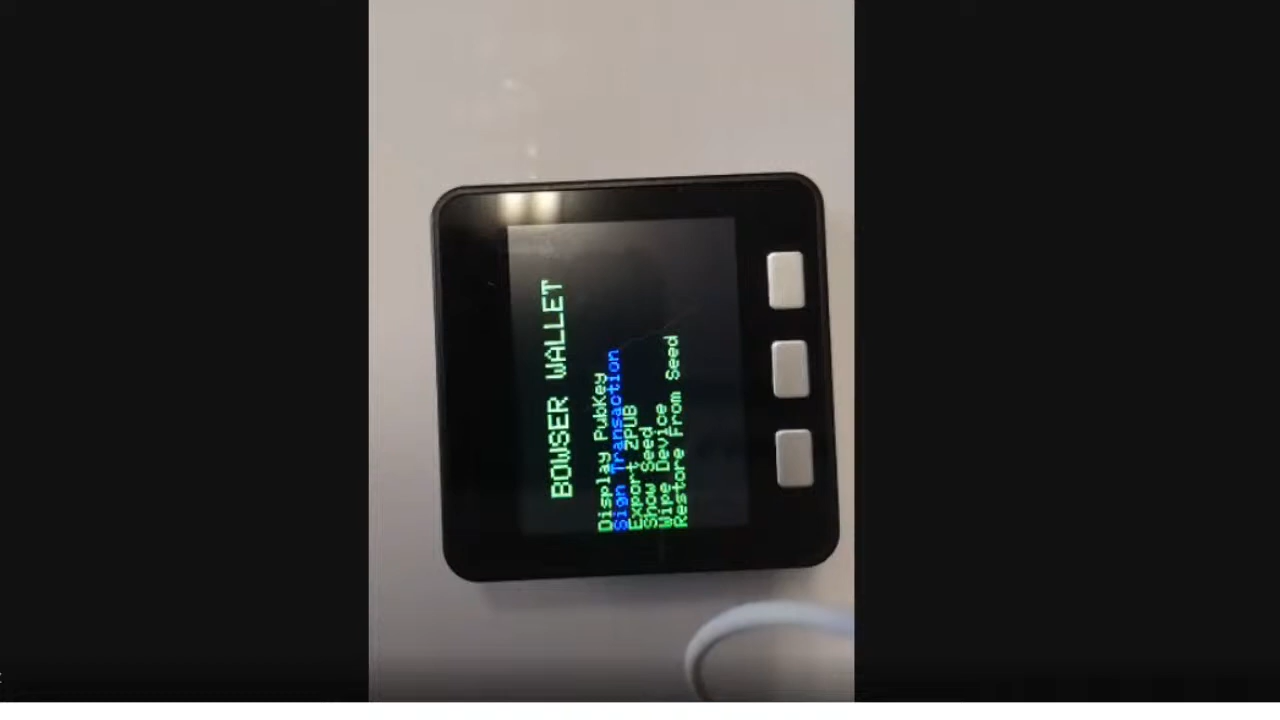 BOWSER WALLET
Display PubKey
Sign Transaction
Export ZPUB
Show Seed
Wipe Device
Restore From Seed